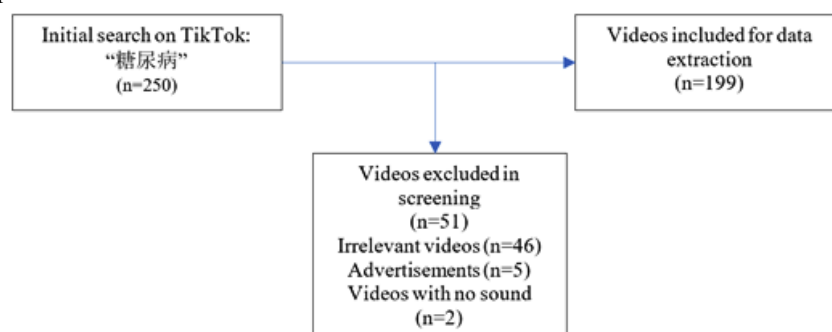 Initial search on TikTok:
“糖尿病”
(n=250)
Videos included for data
extraction
(n=199)
Videos excluded in
screening
(n=51)
Irrelevant videos (n=46)
Advertisements (n=5)
Videos with no sound
(n=2)